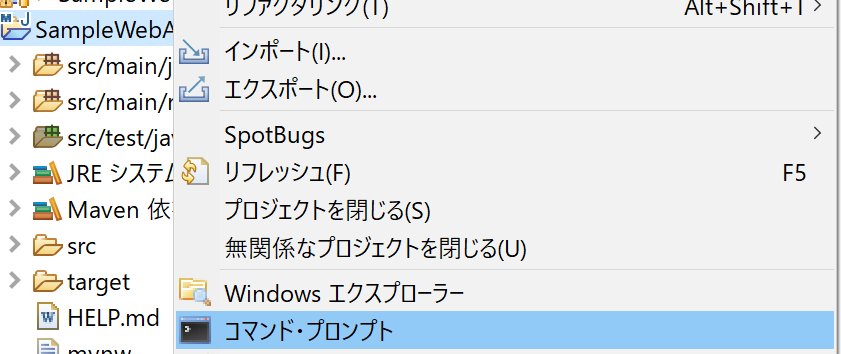 SampleWeb
リファクタリング(T) Alt+Shift+T
SampleWebA
インポート(I)...
src/main/j
エクスポート(O)...
src/main/r
src/test/jav
SpotBugs
JRE システム
リフレッシュ(F) F5
Maven 依
プロジェクトを閉じる(S)
src
無関係なプロジェクトを閉じる(U)
target
Windows エクスプローラー
HELP.md
コマンド・プロンプト
mvnw